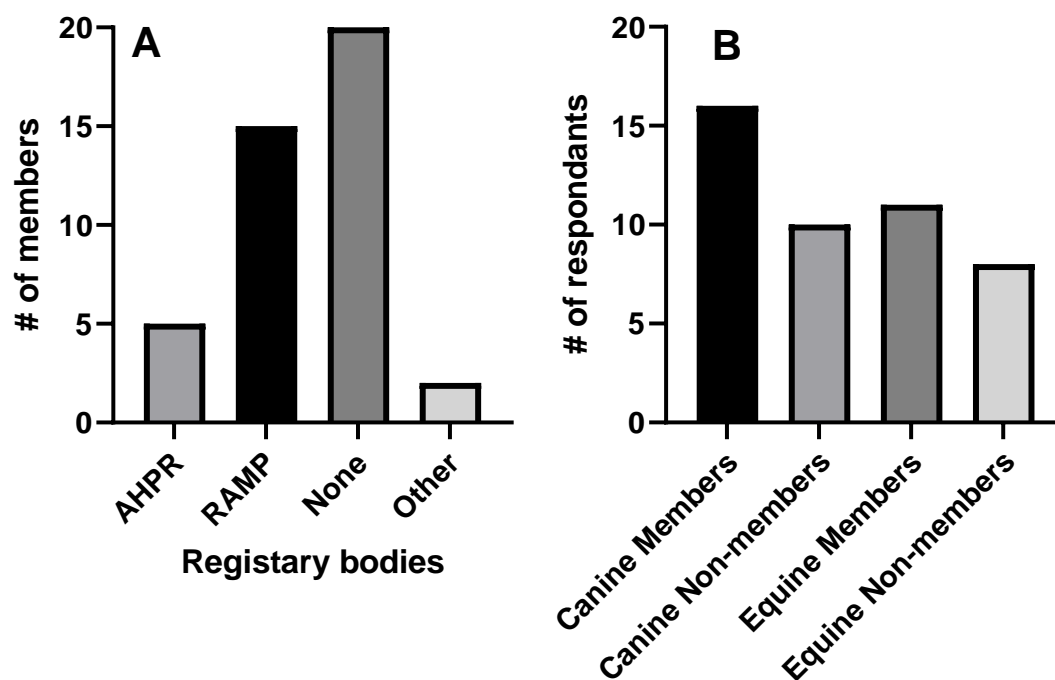 A
# of members
20
15
10
5
0
AHPR
RAMP
None
Other
Registary bodies
B
# of respondants
20
15
10
5
0
Canine Members
Canine Non-members
Equine Members
Equine Non-members